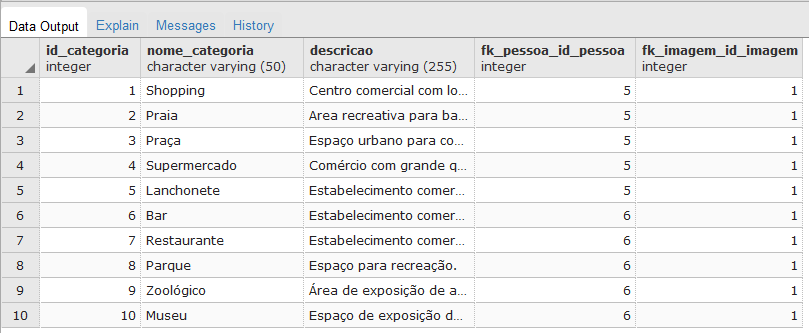 Data Output Explain Messages History
id_categoria nome_categoria descricao fk_pessoa_id_pessoa fk_imagem_id_imagem
integer character varying (50) character varying (255) integer integer
1 1 Shopping Centro comercial com lo... 5 1
2 2 Praia Area recreativa para ba... 5 1
3 3 Praça Espaço urbano para co... 5 1
4 4 Supermercado Comércio com grande q... 5 1
5 5 Lanchonete Estabelecimento comer... 5 1
6 6 Bar Estabelecimento comer... 6 1
7 7 Restaurante Estabelecimento comer... 6 1
8 8 Parque Espaço para recreação. 6 1
9 9 Zoológico Área de exposição de a... 6 1
10 10 Museu Espaço de exposição d... 6 1